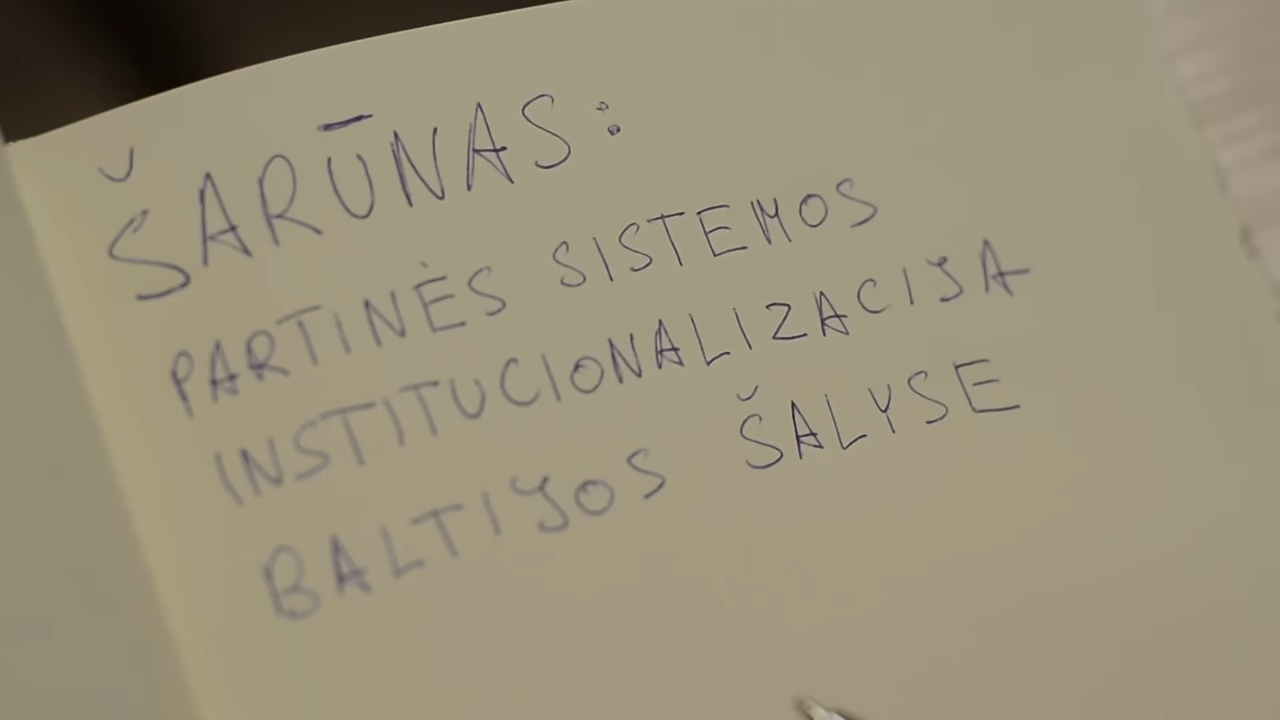 ŠARŪNAS:
PARTINĖS SISTEMOS
INSTITUCIONALIZACIJA
BALTIJOS ŠALYSE